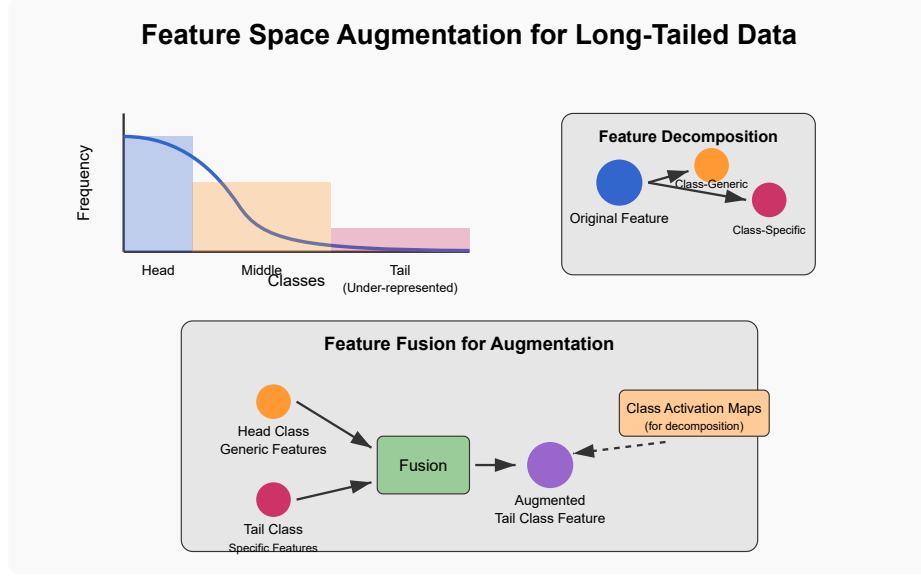 Feature Space Augmentation for Long-Tailed Data
Frequency
Head
Middle
Tail
(Under-represented)
Classes
Feature Decomposition
Class-Generic
Original Feature
Class-Specific
Feature Fusion for Augmentation
Head Class
Generic Features
Tail Class
Specific Features
Fusion
Augmented
Tail Class Feature
Class Activation Maps
(for decomposition)